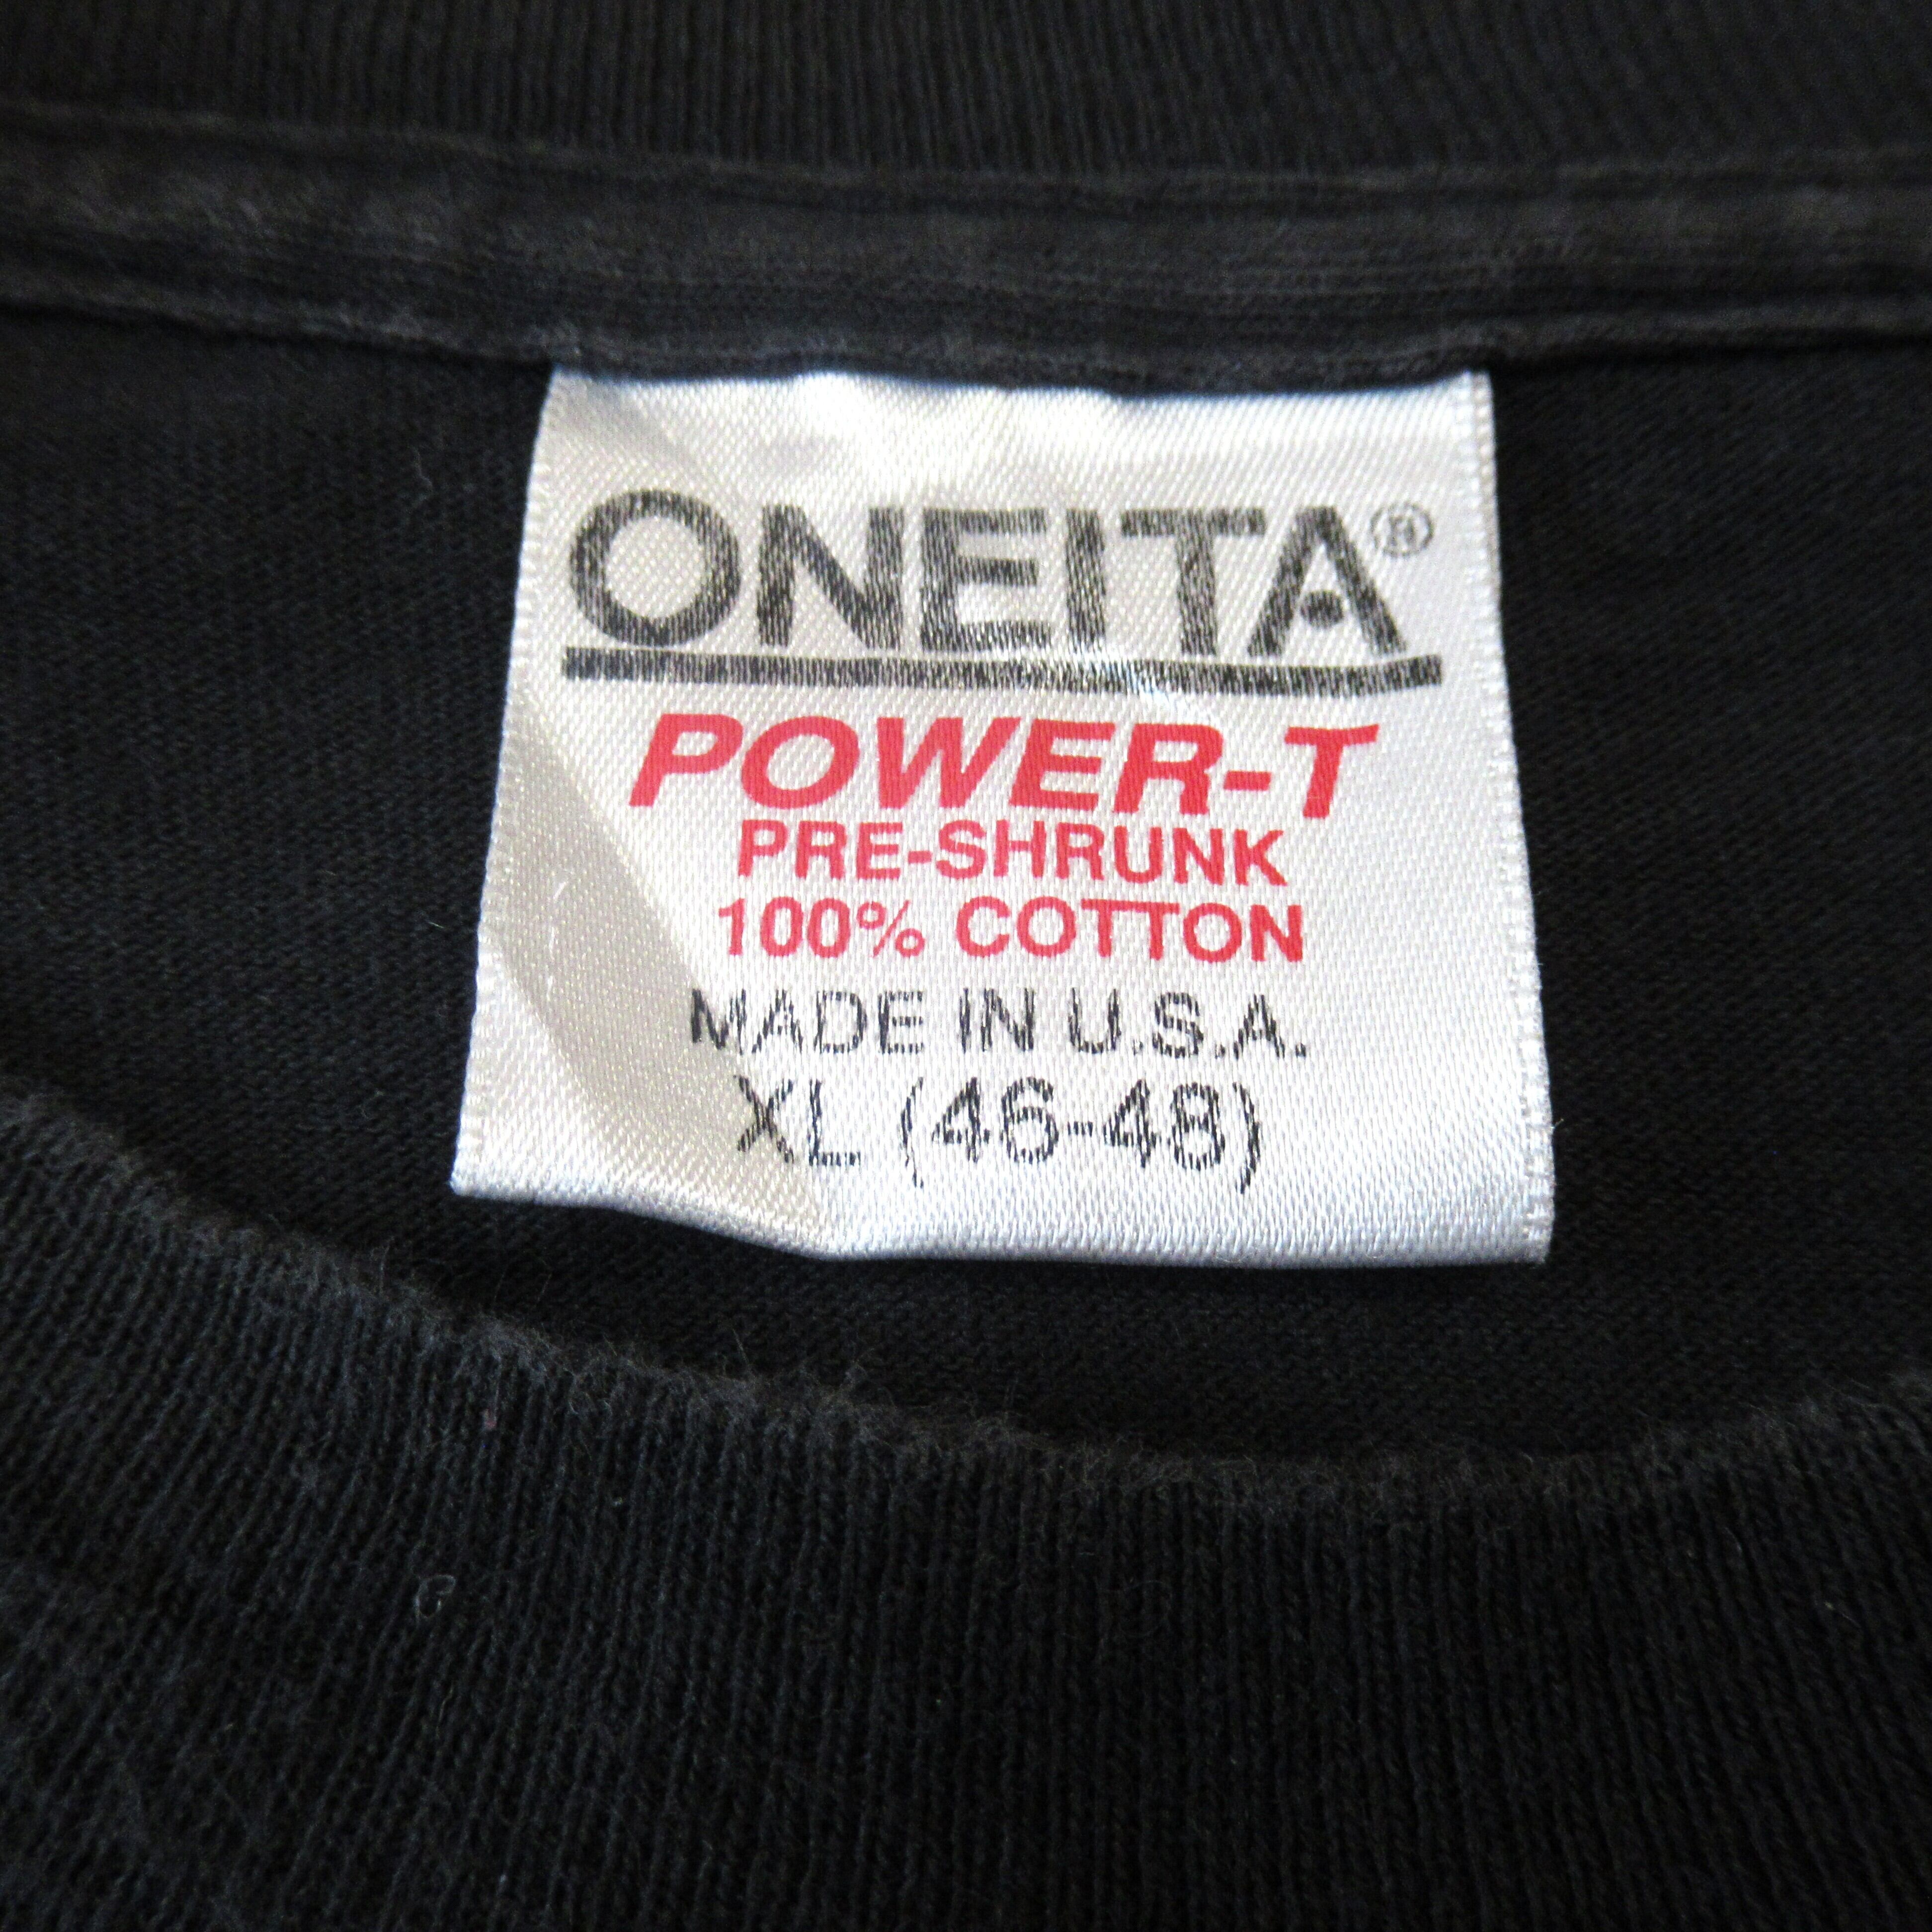 ONEITA®
POWER-T
PRE-SHRUNK
100% COTTON
MADE IN U.S.A.
XL (46-48)